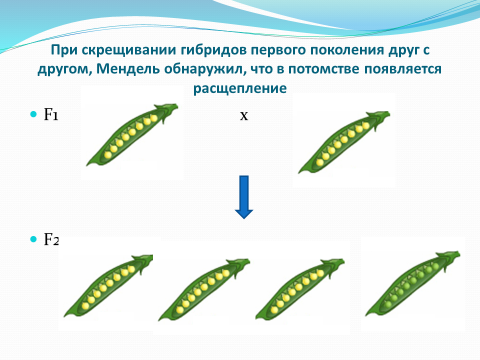 При скрещивании гибридов первого поколения друг с
другом, Мендель обнаружил, что в потомстве появляется
расщепление
F1 х
F2